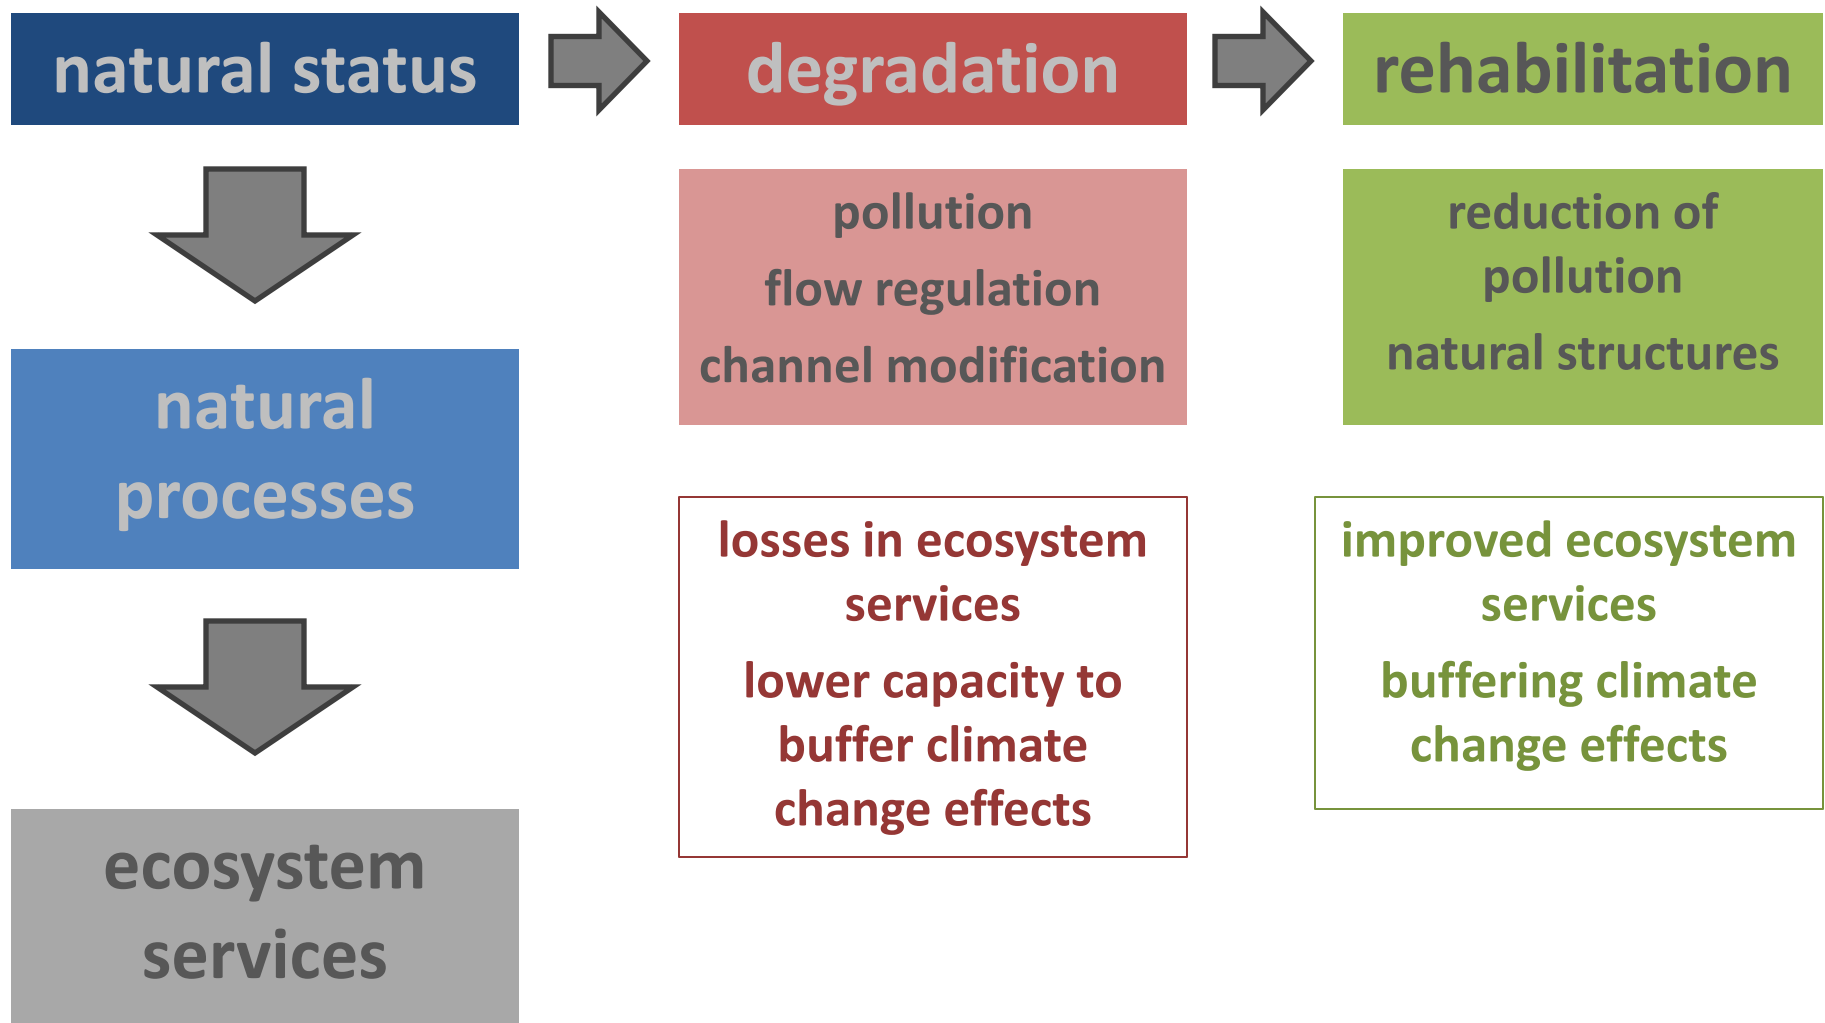 natural status
degradation
rehabilitation
natural
processes
ecosystem
services
pollution
flow regulation
channel modification
losses in ecosystem
services
lower capacity to
buffer climate
change effects
reduction of
pollution
natural structures
improved ecosystem
services
buffering climate
change effects